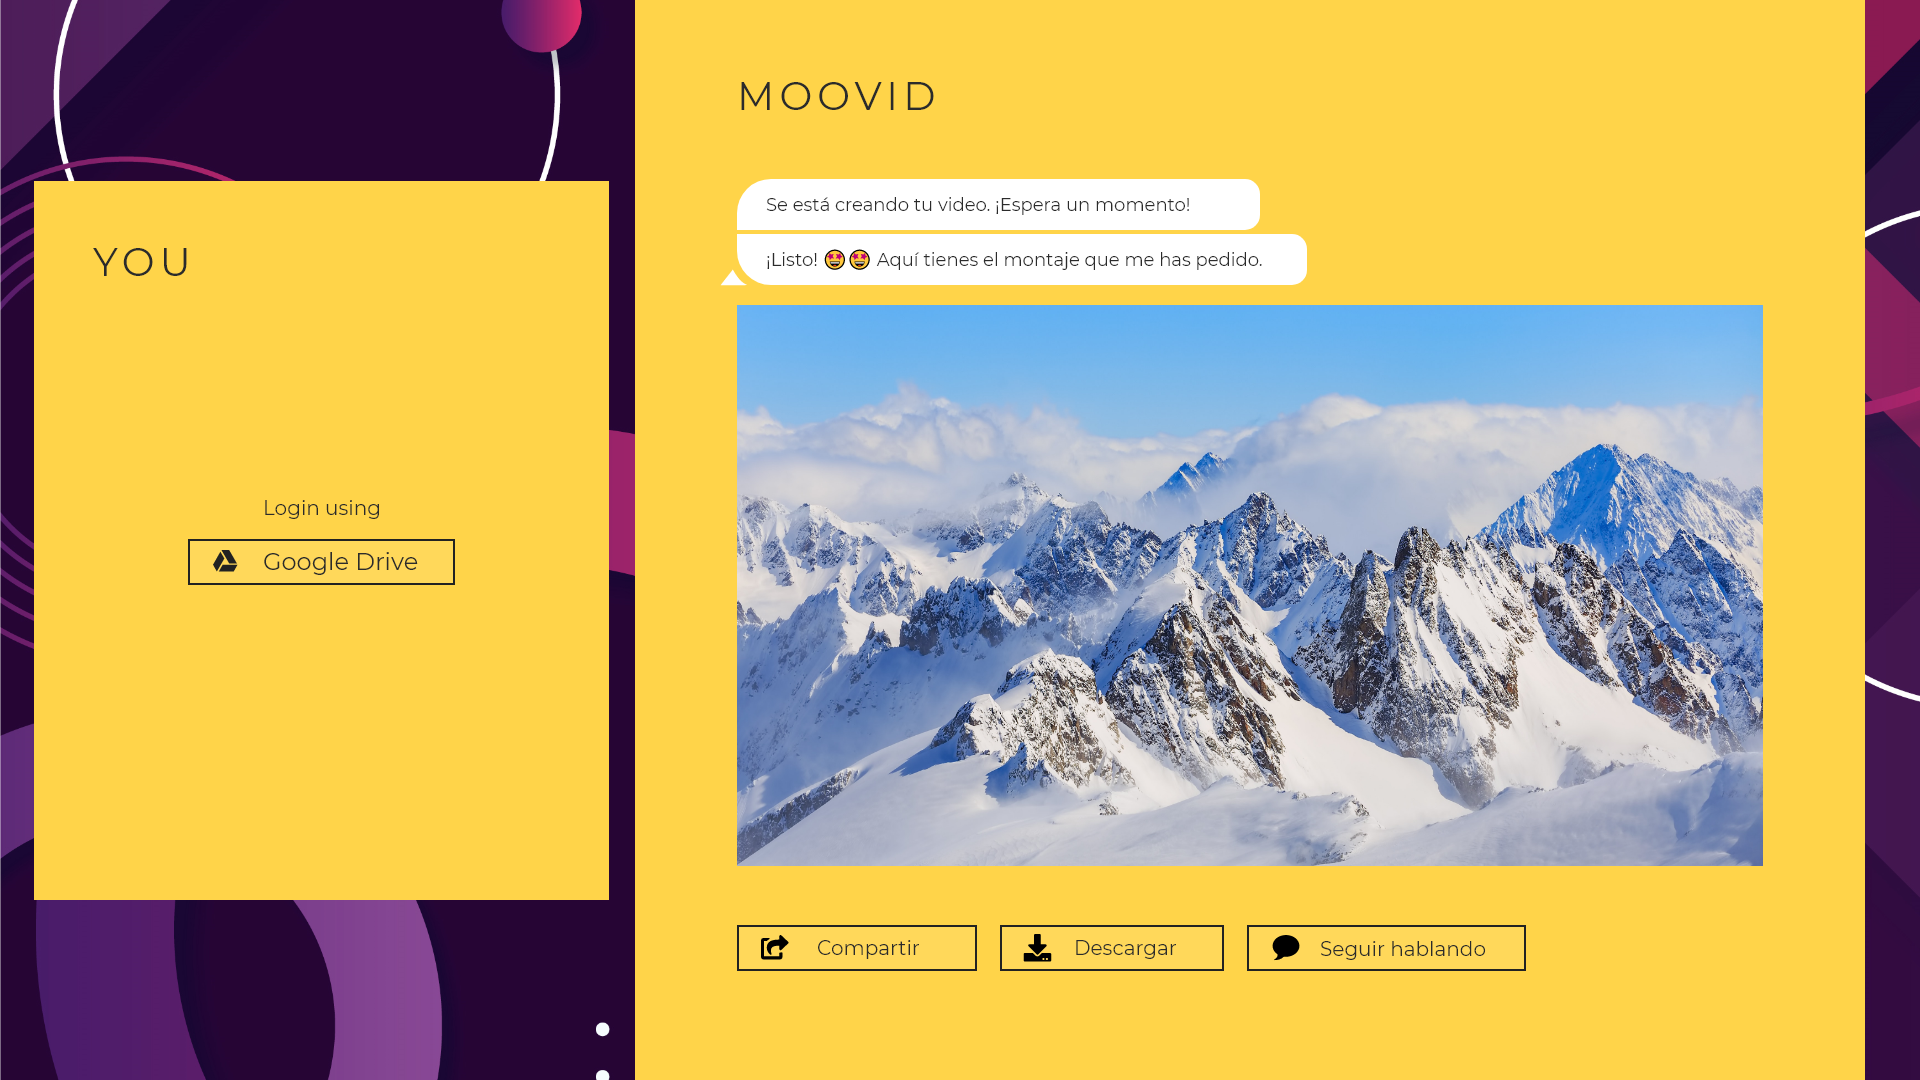 YOU
Login using
Google Drive
MOOVID
Se está creando tu video. ¡Espera un momento!
¡Listo! 🤩🤩 Aquí tienes el montaje que me has pedido.
Compartir
Descargar
Seguir hablando